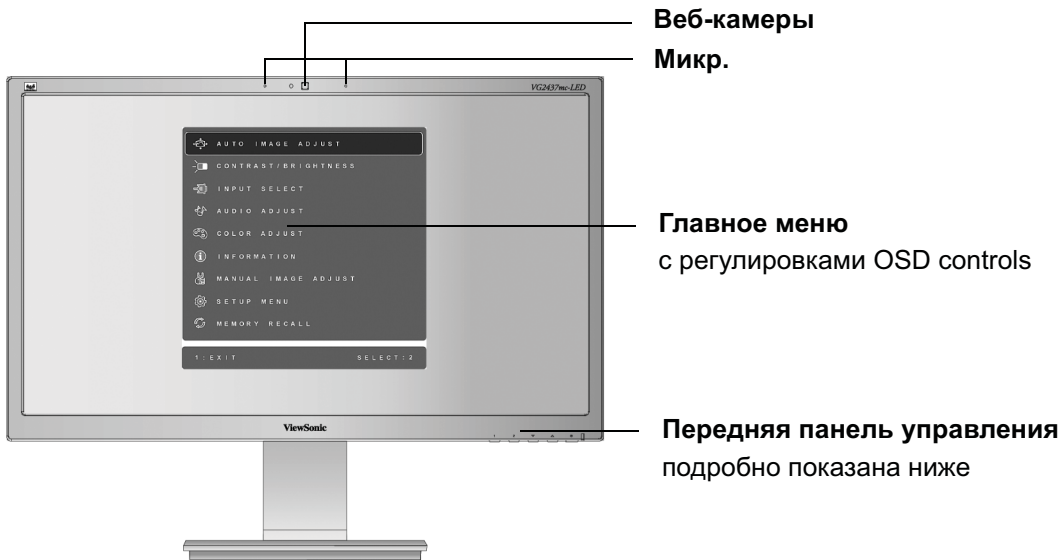 Веб-камеры
Микр.
VG2437mc-LED
AUTO IMAGE ADJUST
CONTRAST/BRIGHTNESS
INPUT SELECT
AUDIO ADJUST
COLOR ADJUST
INFORMATION
MANUAL IMAGE ADJUST
SETUP MENU
MEMORY RECALL
1:EXIT SELECT:2
Главное меню
с регулировками OSD controls
ViewSonic
Передняя панель управления
подробно показана ниже